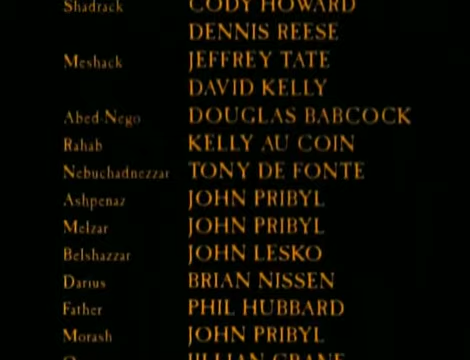 Shadrack CODY HOWARD
DENNIS REESE
Meshack JEFFREY TATE
DAVID KELLY
Abed-Nego DOUGLAS BABCOCK
Rahab KELLY AU COIN
Nebuchadnezzar TONY DE FONTE
Ashpenaz JOHN PRIBYL
Melzar JOHN PRIBYL
Belshazzar JOHN LESKO
Darius BRIAN NISSEN
Father PHIL HUBBARD
Morash JOHN PRIBYL
JILLIAN CRANE